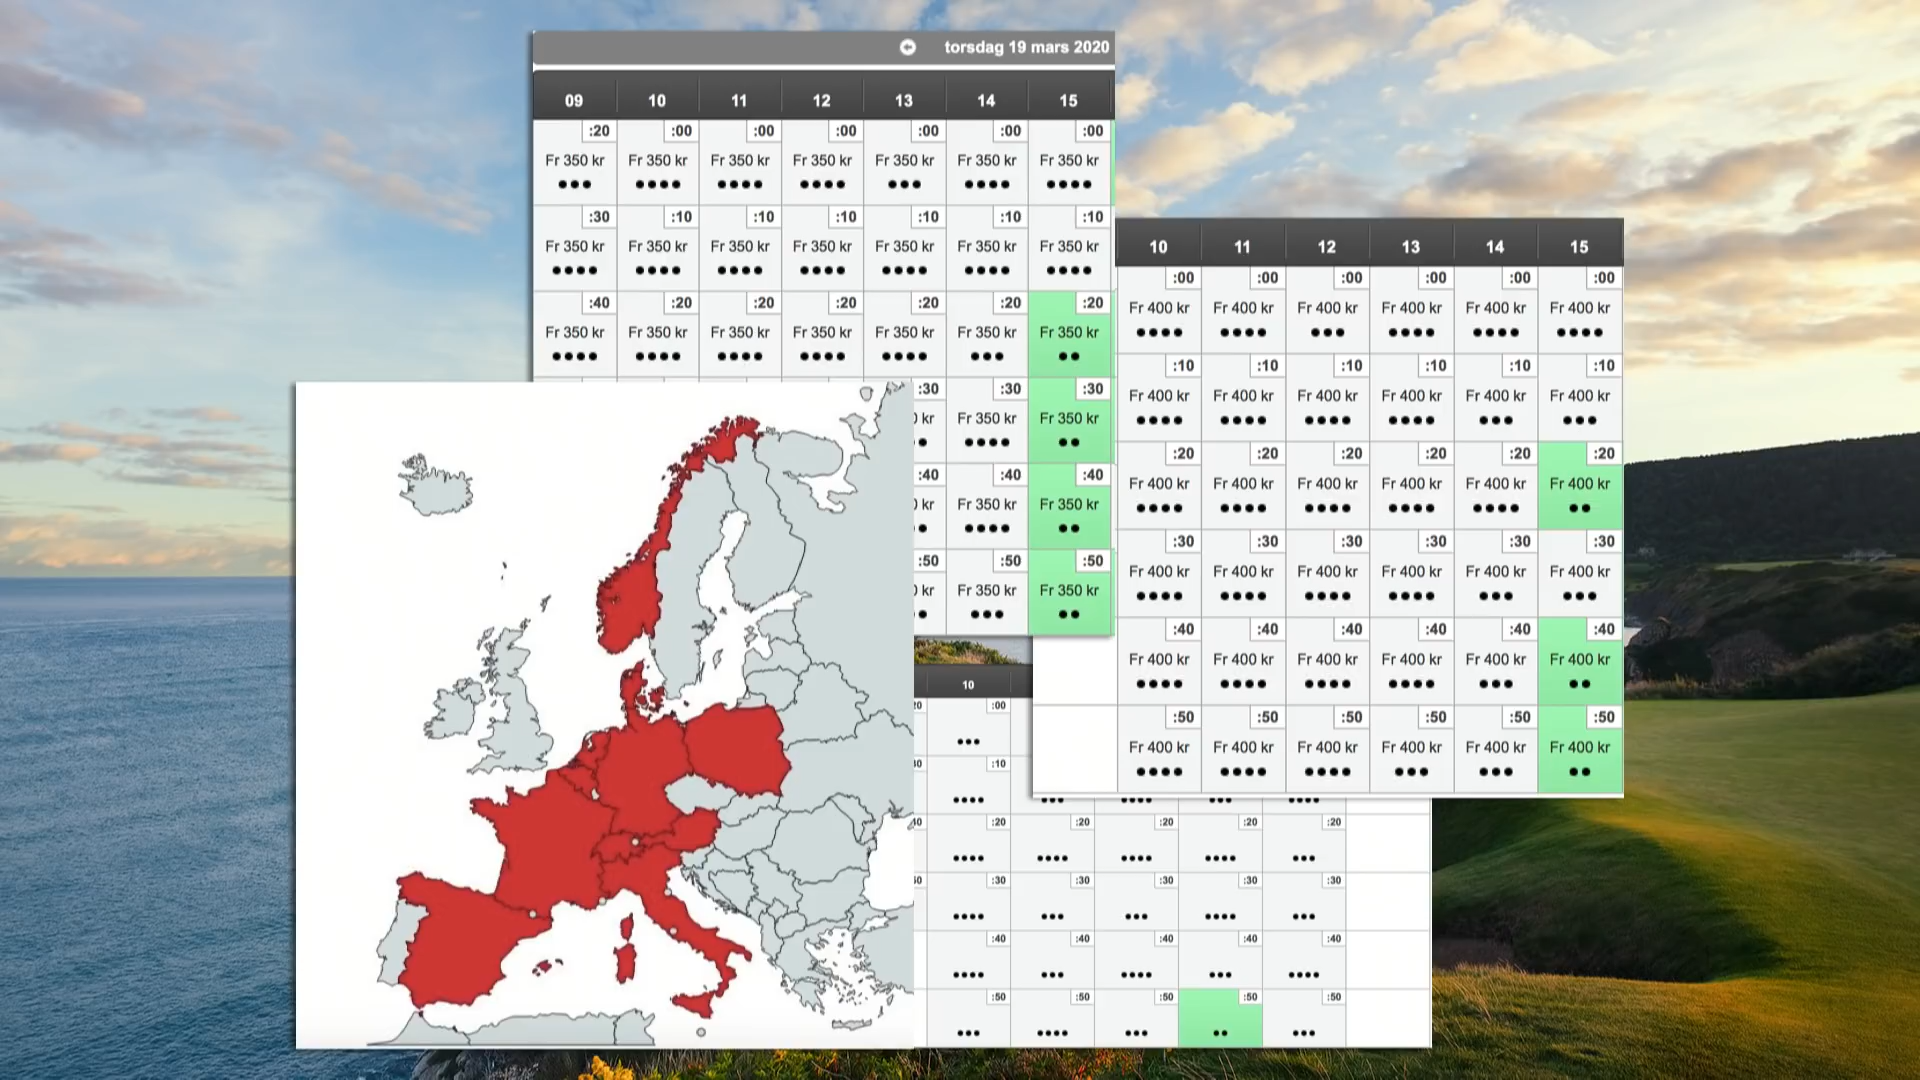 torsdag 19 mars 2020
09 10 11 12 13 14 15
:20 :00 :00 :00 :00 :00 :00
Fr 350 kr Fr 350 kr Fr 350 kr Fr 350 kr Fr 350 kr Fr 350 kr Fr 350 kr
:30 :10 :10 :10 :10 :10 :10
Fr 350 kr Fr 350 kr Fr 350 kr Fr 350 kr Fr 350 kr Fr 350 kr Fr 350 kr
:40 :20 :20 :20 :20 :20 :20
Fr 350 kr Fr 350 kr Fr 350 kr Fr 350 kr Fr 350 kr Fr 350 kr Fr 350 kr
:30 :30 :30
kr Fr 350 kr Fr 350 kr
:40 :40 :40
kr Fr 350 kr Fr 350 kr
:50 :50 :50
kr Fr 350 kr Fr 350 kr
10 11 12 13 14 15
:00 :00 :00 :00 :00 :00
Fr 400 kr Fr 400 kr Fr 400 kr Fr 400 kr Fr 400 kr Fr 400 kr
:10 :10 :10 :10 :10 :10
Fr 400 kr Fr 400 kr Fr 400 kr Fr 400 kr Fr 400 kr Fr 400 kr
:20 :20 :20 :20 :20 :20
Fr 400 kr Fr 400 kr Fr 400 kr Fr 400 kr Fr 400 kr Fr 400 kr
:30 :30 :30 :30 :30 :30
Fr 400 kr Fr 400 kr Fr 400 kr Fr 400 kr Fr 400 kr Fr 400 kr
:40 :40 :40 :40 :40 :40
Fr 400 kr Fr 400 kr Fr 400 kr Fr 400 kr Fr 400 kr Fr 400 kr
:50 :50 :50 :50 :50 :50
Fr 400 kr Fr 400 kr Fr 400 kr Fr 400 kr Fr 400 kr Fr 400 kr
10
20 :00
30 :10
40 :20 :20 :20 :20 :20
50 :30 :30 :30 :30 :30
:40 :40 :40 :40 :40
:50 :50 :50 :50 :50